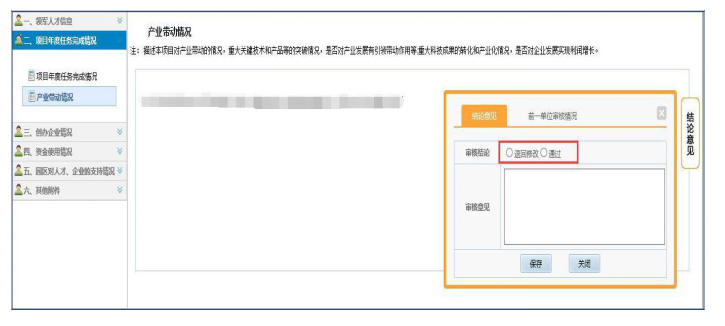 一、领军人才信息
二、项目年度任务完成情况
项目年度任务完成情况
产业带动情况
三、创办企业情况
四、资金使用情况
五、园区对人才、企业的支持情况
六、其他附件
产业带动情况
注：描述本项目对产业带动的情况，重大关键技术和产品等的突破情况，是否对产业发展有引领带动作用等;重大科技成果的转化和产业化情况，是否对企业发展实现利润增长。
结论意见
前一单位审核情况
审核结论
退回修改 通过
审核意见
保存 关闭
结论意见